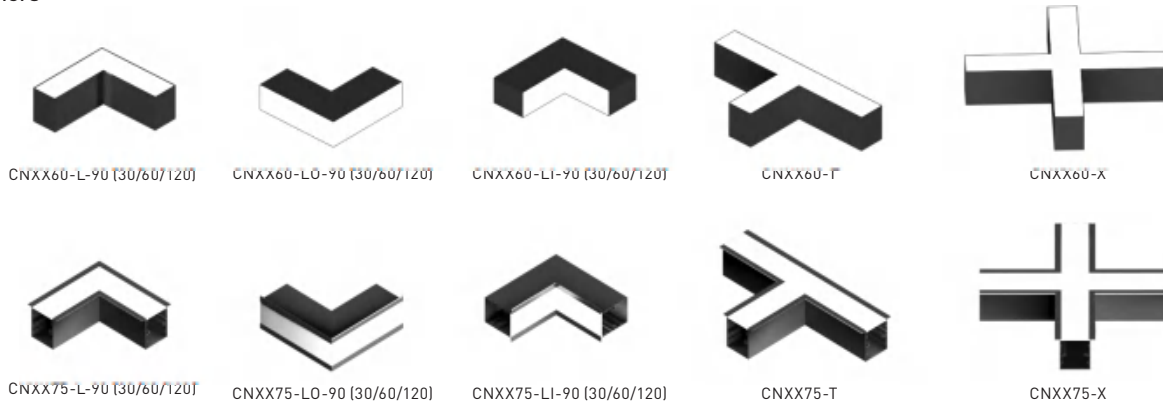 CNXX60-L-90 (30/60/120)
CNXX60-LO-90 (30/60/120)
CNXX60-LI-90 (30/60/120)
CNXX60-T
CNXX60-X
CNXX75-L-90 (30/60/120)
CNXX75-LO-90 (30/60/120)
CNXX75-LI-90 (30/60/120)
CNXX75-T
CNXX75-X